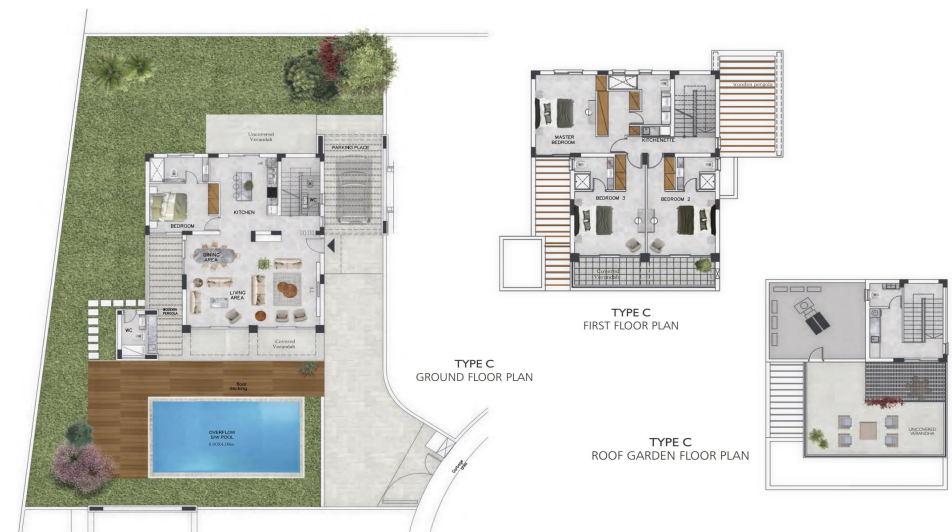 Uncovered
Verandah
PARKING PLACE
WC
KITCHEN
BEDROOM
DINING
AREA
LIVING
AREA
WOODEN
PERGOLA
WC
Covered
Verandah
floor
decking
OVERFLOW
S/W POOL
TYPE C
GROUND FLOOR PLAN
wooden pergola
MASTER
BEDROOM
KITCHENETTE
BEDROOM 3
BEDROOM 2
Covered
Verandah
TYPE C
FIRST FLOOR PLAN
UNCOVERED
VERANDHA
TYPE C
ROOF GARDEN FLOOR PLAN